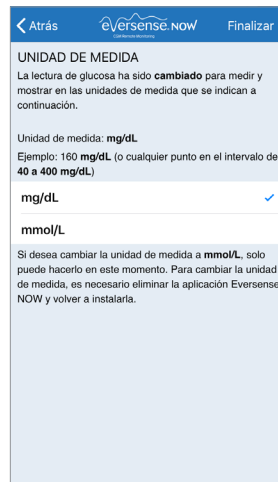 Atrás
eversense NOW
Finalizar
CGM Remote Monitoring
UNIDAD DE MEDIDA
La lectura de glucosa ha sido cambiado para medir y
mostrar en las unidades de medida que se indican a
continuación.
Unidad de medida: mg/dL
Ejemplo: 160 mg/dL (o cualquier punto en el intervalo de
40 a 400 mg/dL)
mg/dL
mmol/L
Si desea cambiar la unidad de medida a mmol/L, solo
puede hacerlo en este momento. Para cambiar la unidad
de medida, es necesario eliminar la aplicación Eversense
NOW y volver a instalarla.